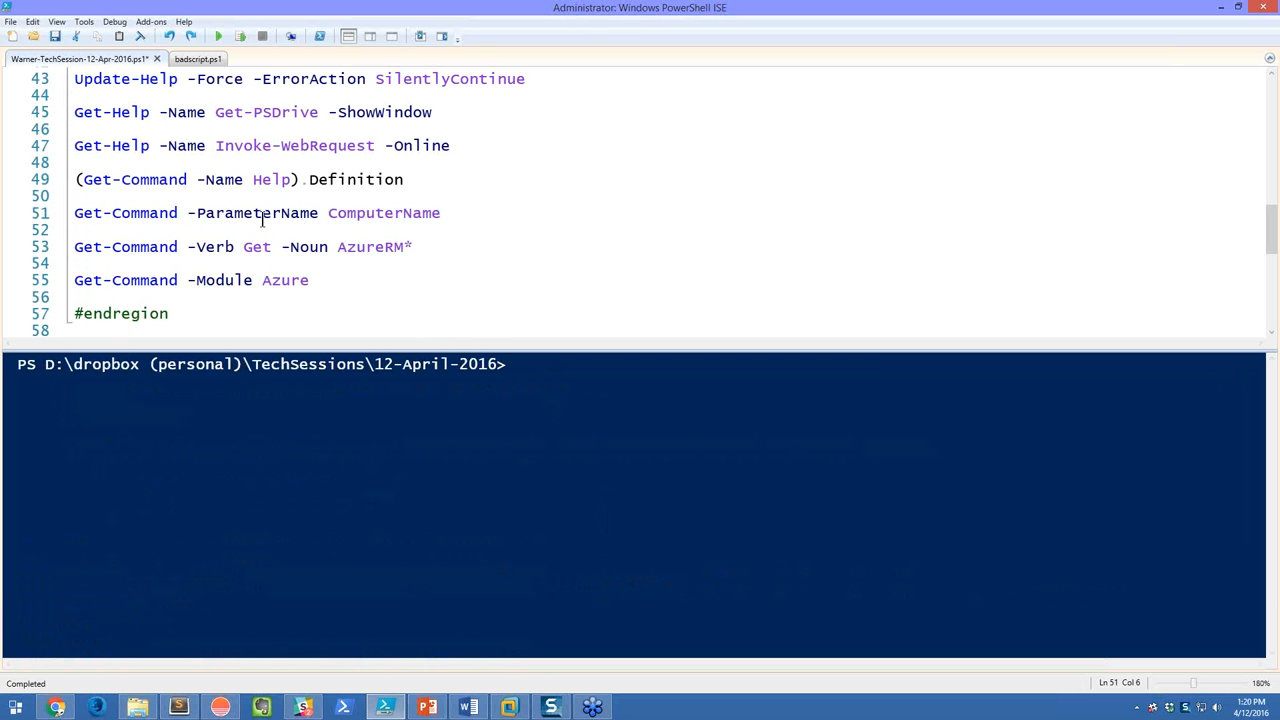 Administrator: Windows PowerShell ISE
File Edit View Tools Debug Add-ons Help
Warner-TechSession-12-Apr-2016.ps1* badscript.ps1
43 Update-Help -Force -ErrorAction SilentlyContinue
44
45 Get-Help -Name Get-PSDrive -ShowWindow
46
47 Get-Help -Name Invoke-WebRequest -Online
48
49 (Get-Command -Name Help).Definition
50
51 Get-Command -ParameterName ComputerName
52
53 Get-Command -Verb Get -Noun AzureRM*
54
55 Get-Command -Module Azure
56
57 #endregion
58
PS D:\dropbox (personal)\TechSessions\12-April-2016>
Completed Ln 51 Col 6 180%
1:20 PM
4/12/2016